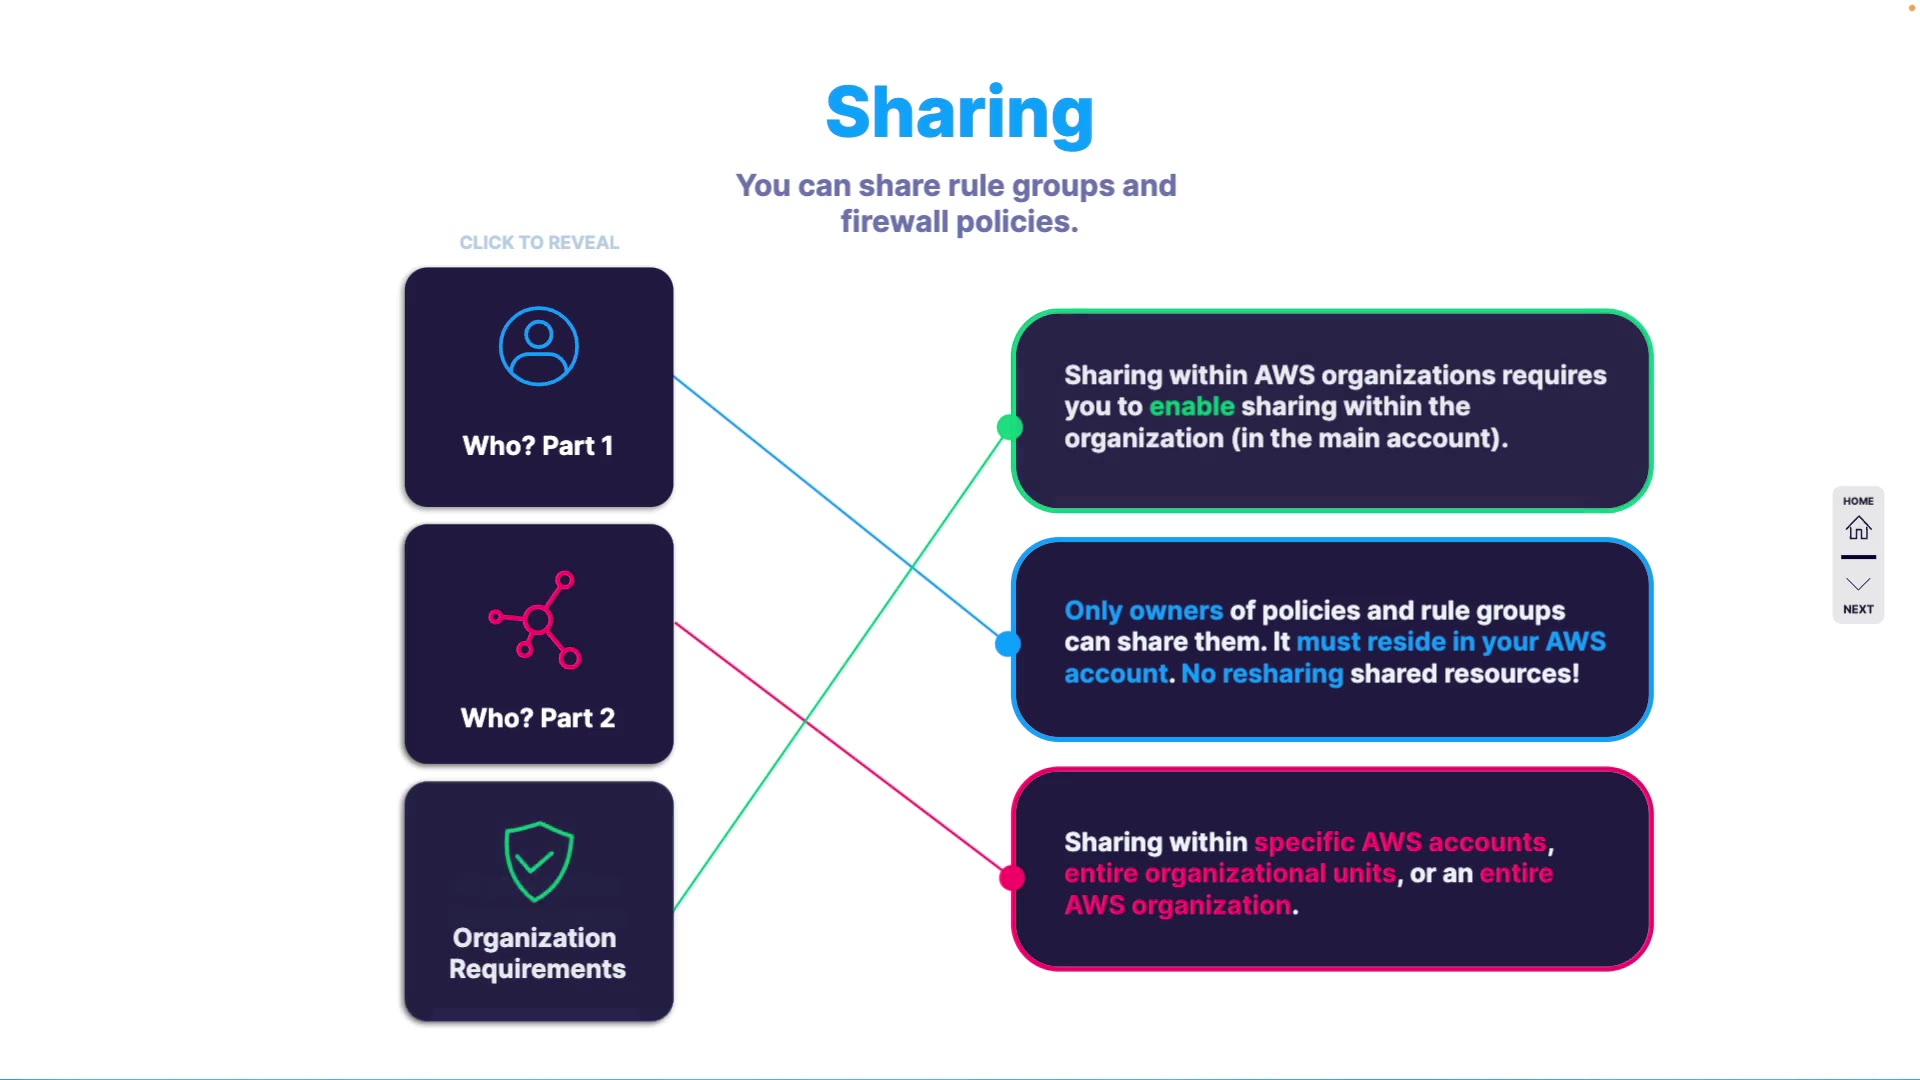 Sharing
You can share rule groups and
firewall policies.
CLICK TO REVEAL
Who? Part 1
Who? Part 2
Organization
Requirements
Sharing within AWS organizations requires
you to enable sharing within the
organization (in the main account).
Only owners of policies and rule groups
can share them. It must reside in your AWS
account. No resharing shared resources!
Sharing within specific AWS accounts,
entire organizational units, or an entire
AWS organization.
HOME
NEXT